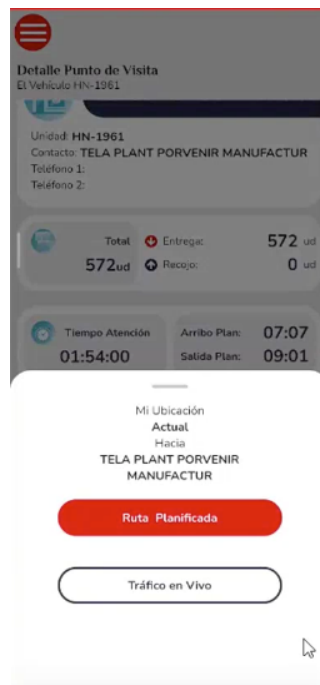 Detalle Punto de Visita
El Vehículo HN-1961
Unidad: HN-1961
Contacto: TELA PLANT PORVENIR MANUFACTUR
Teléfono 1:
Teléfono 2:
Total
572ud
Entrega: 572 ud
Recojo: 0 ud
Tiempo Atención
01:54:00
Arribo Plan: 07:07
Salida Plan: 09:01
Mi Ubicación
Actual
Hacia
TELA PLANT PORVENIR
MANUFACTUR
Ruta Planificada
Tráfico en Vivo